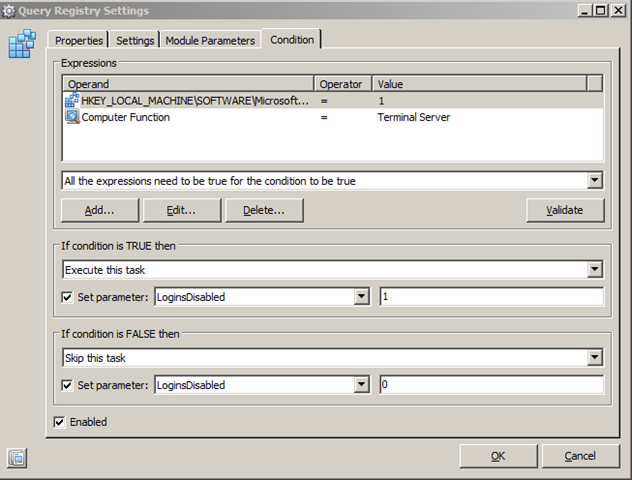 Query Registry Settings
Properties Settings Module Parameters Condition
Expressions
Operand Operator Value
HKEY_LOCAL_MACHINE\SOFTWARE\Microsoft... = 1
Computer Function = Terminal Server
All the expressions need to be true for the condition to be true
Add... Edit... Delete... Validate
If condition is TRUE then
Execute this task
Set parameter: LoginsDisabled 1
If condition is FALSE then
Skip this task
Set parameter: LoginsDisabled 0
Enabled
OK Cancel